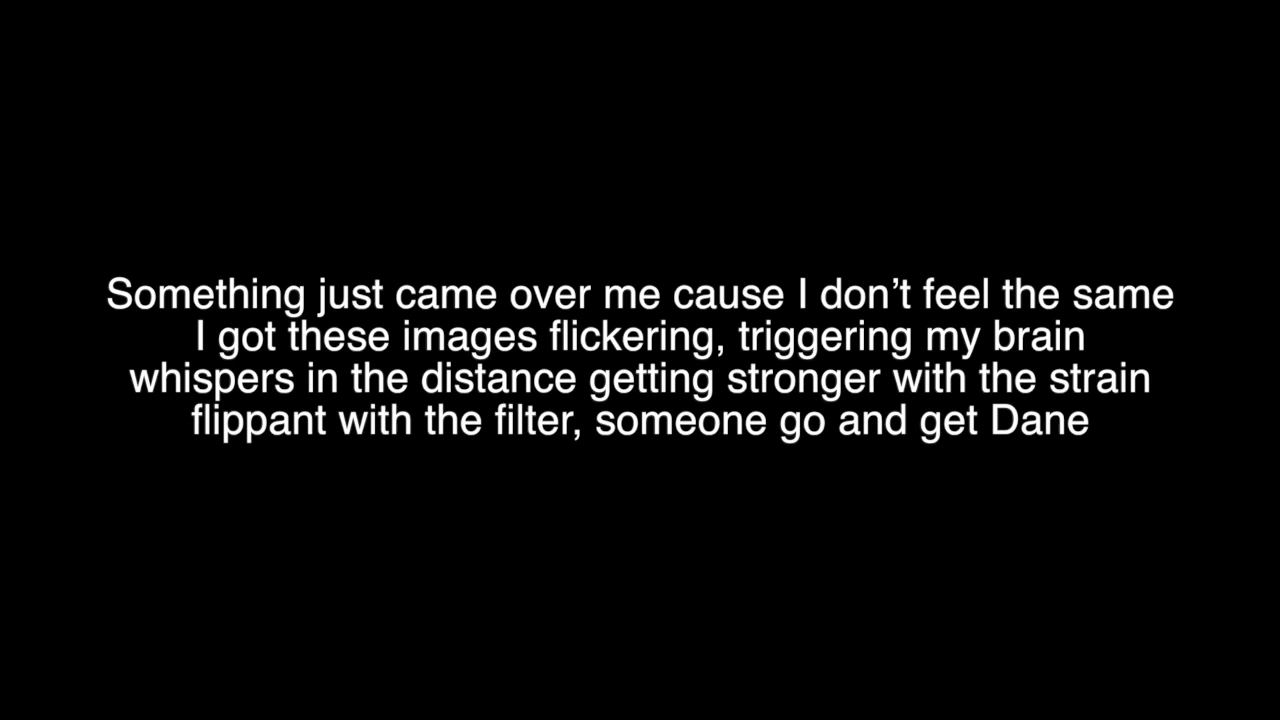 Something just came over me cause I don’t feel the same
I got these images flickering, triggering my brain
whispers in the distance getting stronger with the strain
flippant with the filter, someone go and get Dane